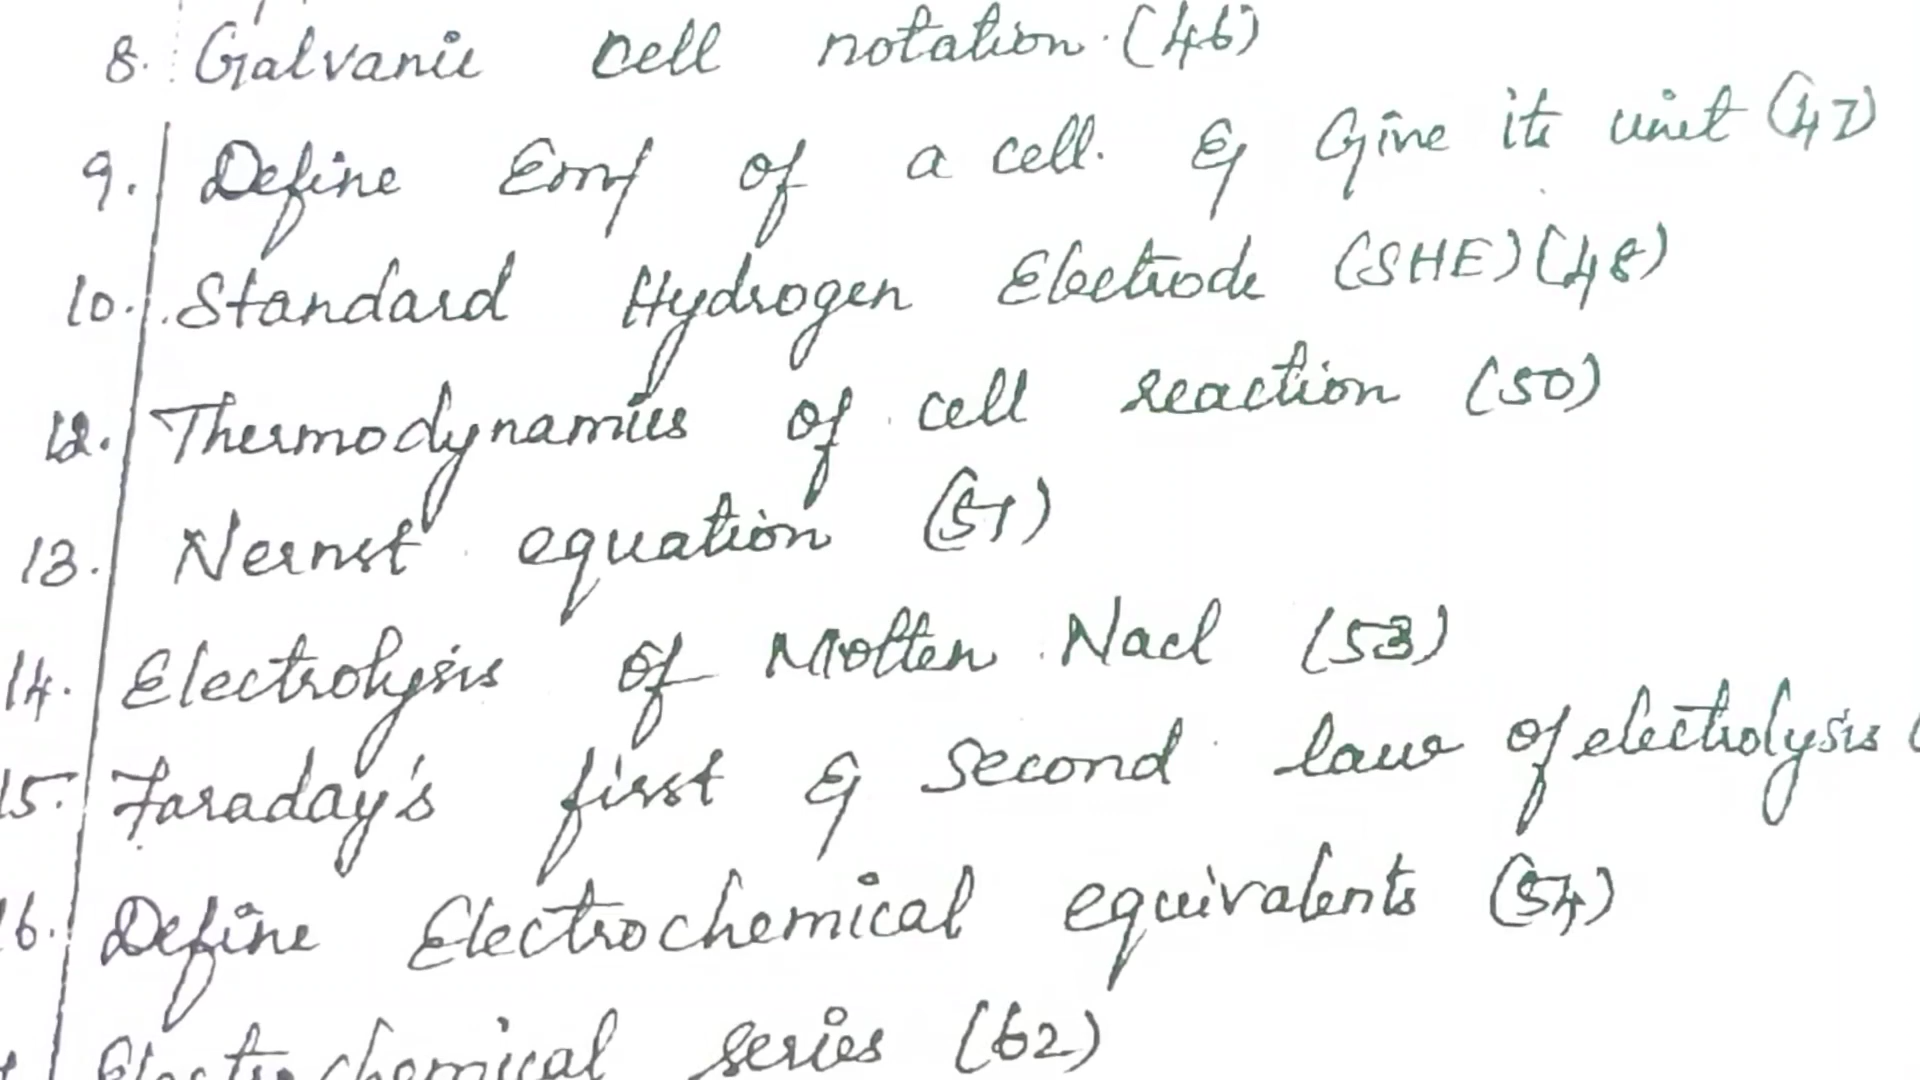 8. Galvanic cell notation. (46)
9. Define Emf of a cell. & Give its unit (47)
10. Standard Hydrogen Electrode (SHE) (48)
12. Thermodynamics of cell reaction (50)
13. Nernst equation (51)
14. Electrolysis of Molten Nacl (53)
15. Faraday's first & Second laws of electrolysis (
16. Define Electrochemical equivalents (54)
Electrochemical series (62)